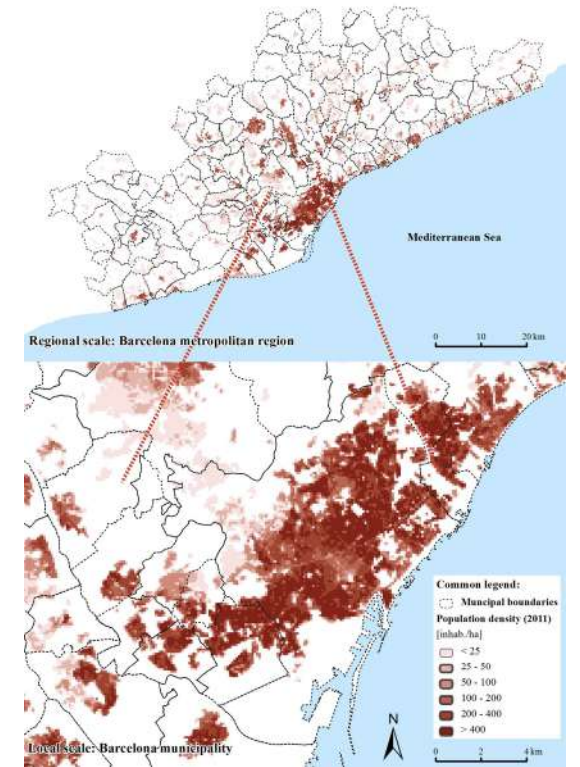 Mediterranean Sea
Regional scale: Barcelona metropolitan region
0 10 20 km
Common legend:
Muncipal boundaries
Population density (2011)
[inhab./ha]
< 25
25 - 50
50 - 100
100 - 200
200 - 400
> 400
N
Local scale: Barcelona municipality
0 2 4 km